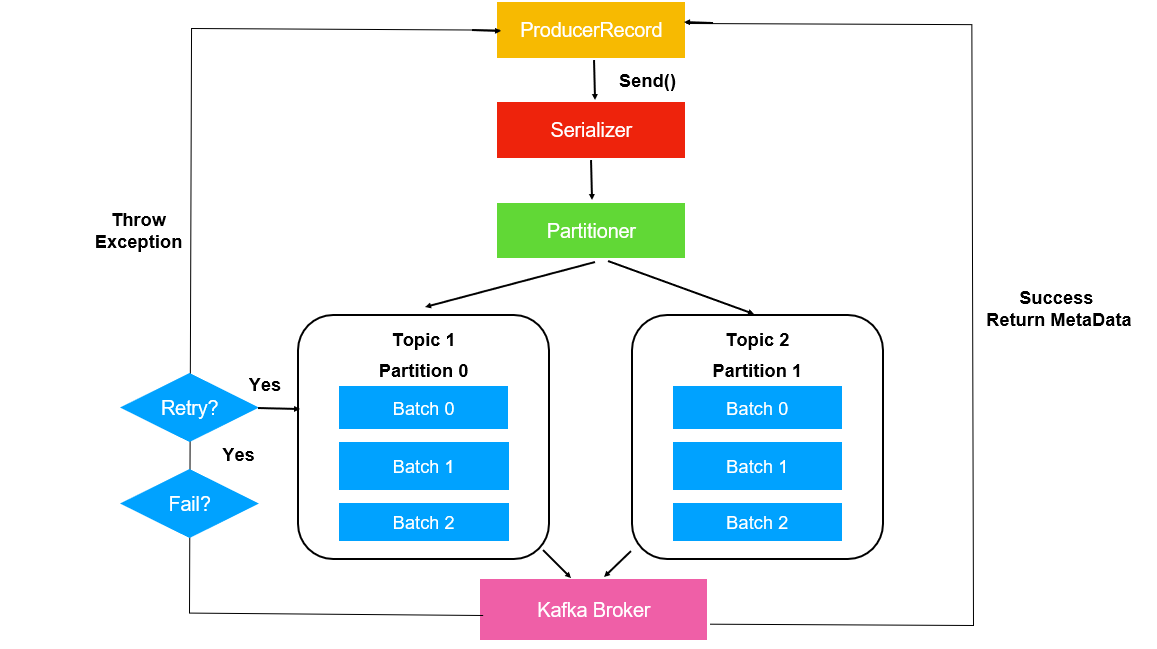 ProducerRecord
Send()
Serializer
Partitioner
Throw
Exception
Success
Return MetaData
Topic 1
Partition 0
Batch 0
Batch 1
Batch 2
Topic 2
Partition 1
Batch 0
Batch 1
Batch 2
Retry?
Yes
Yes
Fail?
Kafka Broker